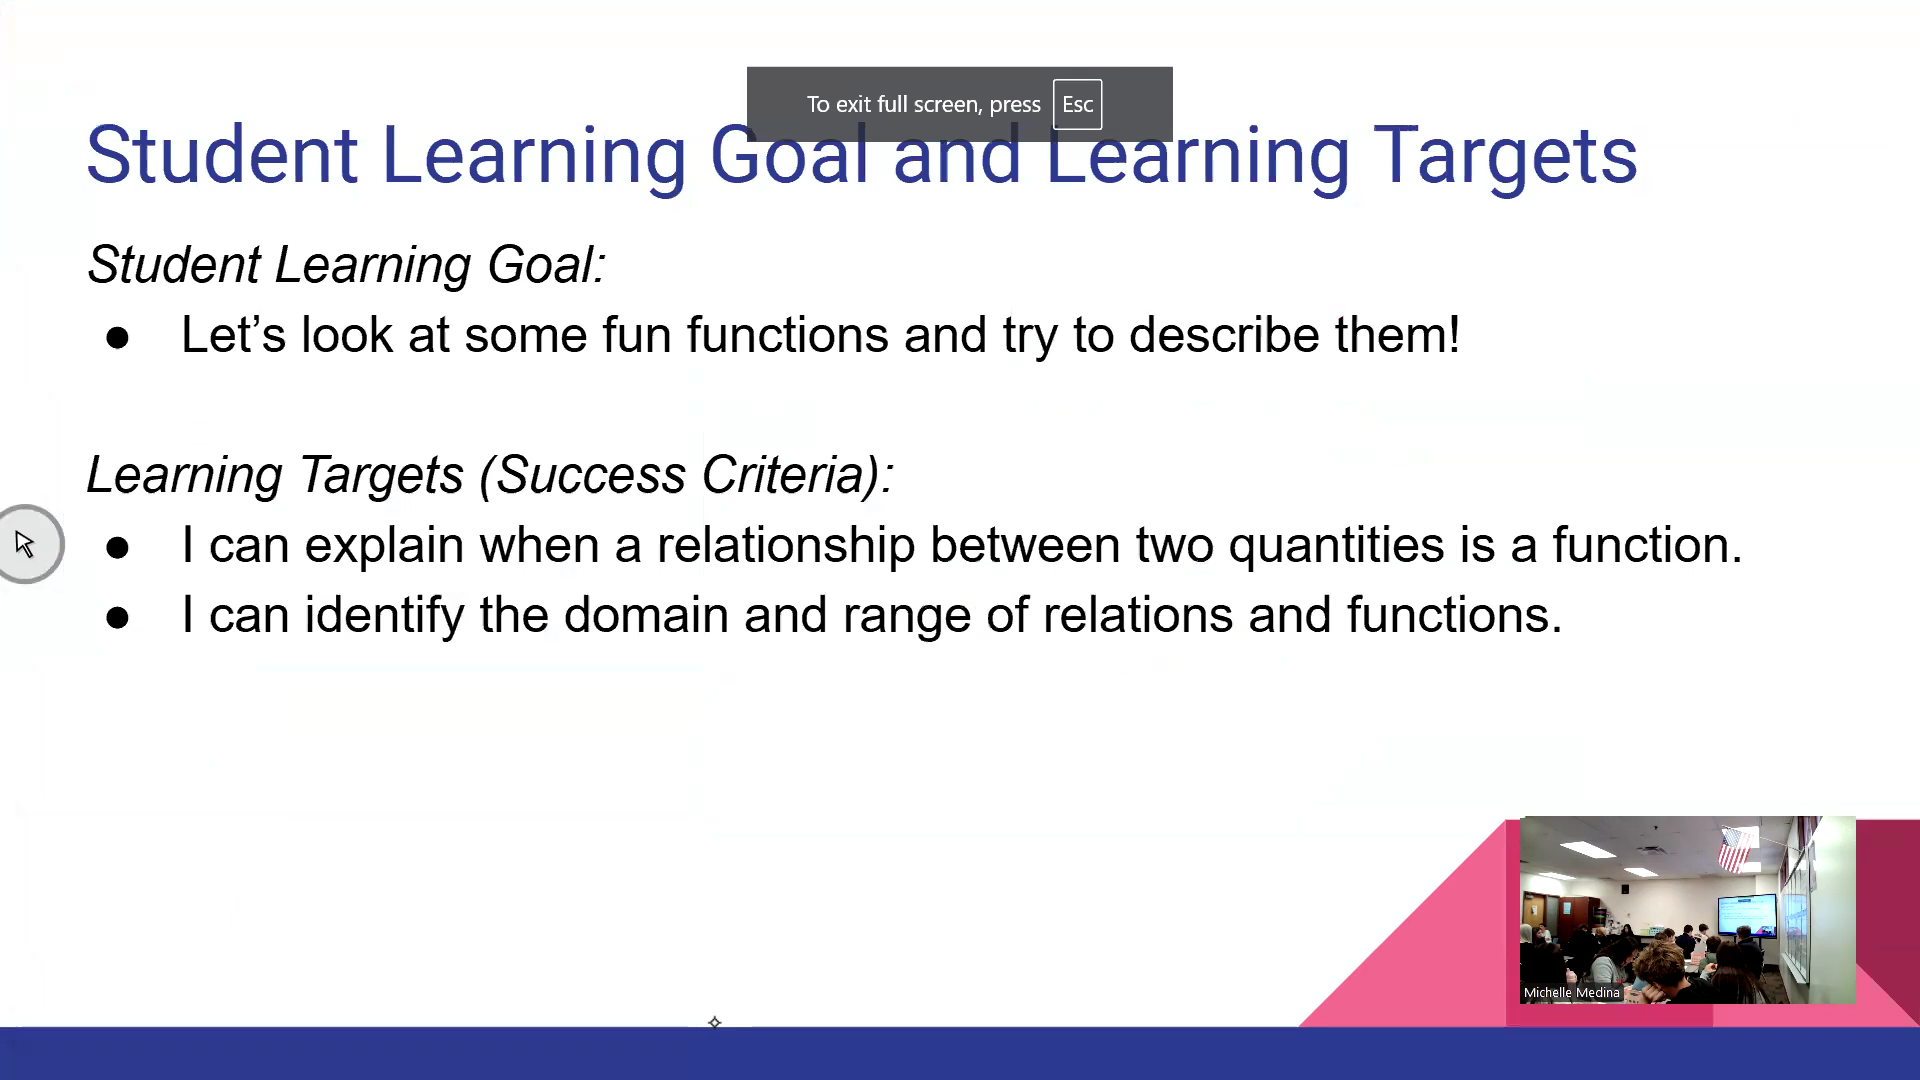 To exit full screen, press Esc
Student Learning Goal and Learning Targets
Student Learning Goal:
● Let’s look at some fun functions and try to describe them!
Learning Targets (Success Criteria):
● I can explain when a relationship between two quantities is a function.
● I can identify the domain and range of relations and functions.
Michelle Medina